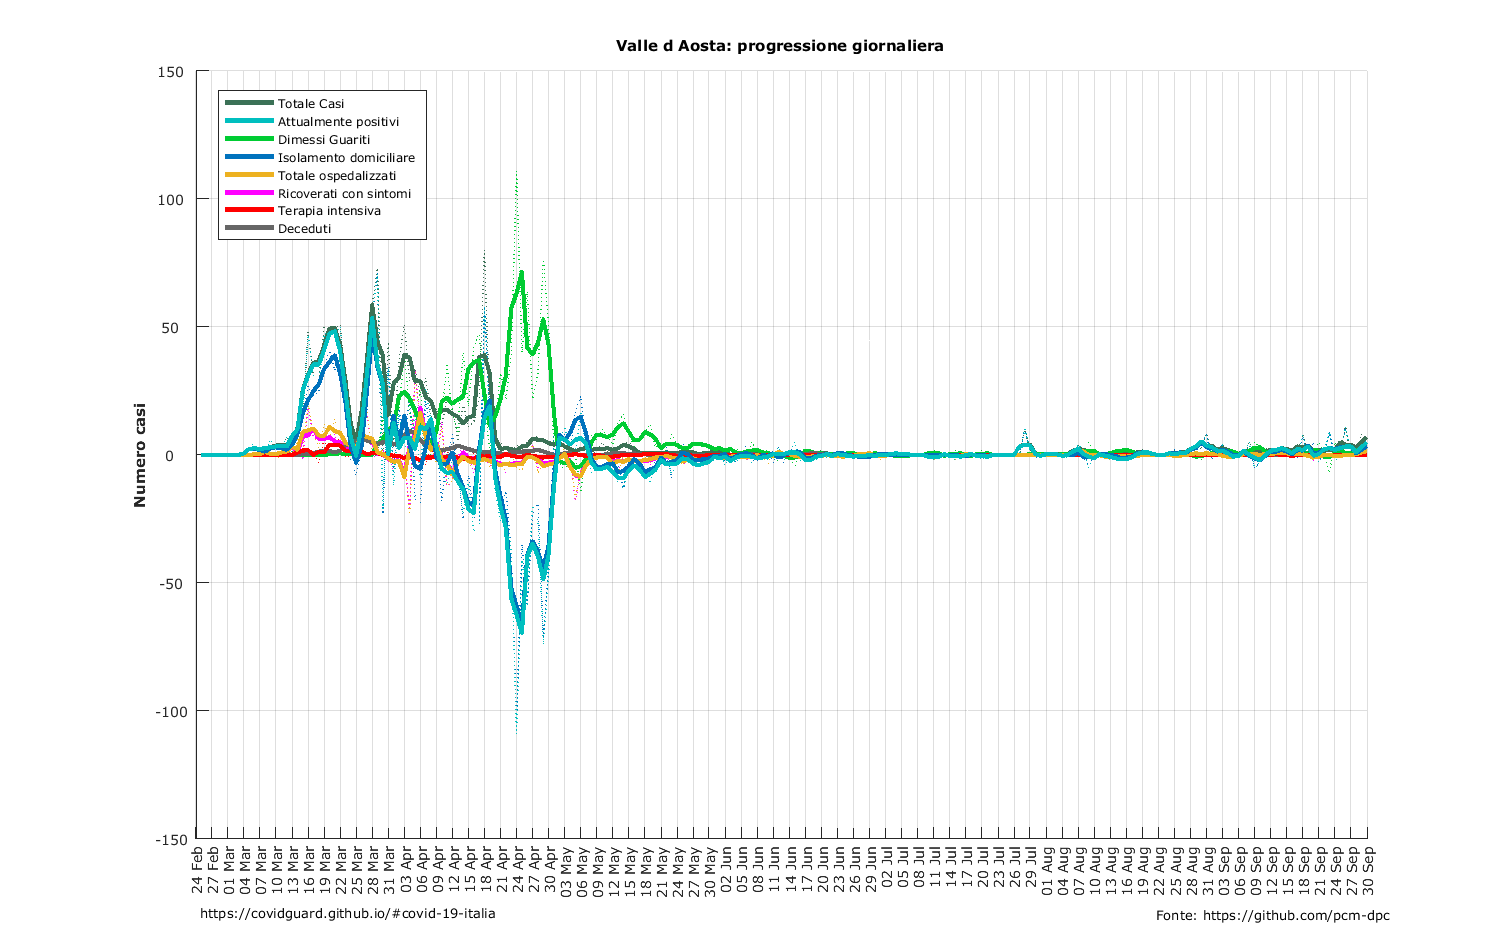 Valle d Aosta: progressione giornaliera
150
100
50
0
-50
-100
-150
Numero casi
Totale Casi
Attualmente positivi
Dimessi Guariti
Isolamento domiciliare
Totale ospedalizzati
Ricoverati con sintomi
Terapia intensiva
Deceduti
24 Feb
27 Feb
01 Mar
04 Mar
07 Mar
10 Mar
13 Mar
16 Mar
19 Mar
22 Mar
25 Mar
28 Mar
31 Mar
03 Apr
06 Apr
09 Apr
12 Apr
15 Apr
18 Apr
21 Apr
24 Apr
27 Apr
30 Apr
03 May
06 May
09 May
12 May
15 May
18 May
21 May
24 May
27 May
30 May
02 Jun
05 Jun
08 Jun
11 Jun
14 Jun
17 Jun
20 Jun
23 Jun
26 Jun
29 Jun
02 Jul
05 Jul
08 Jul
11 Jul
14 Jul
17 Jul
20 Jul
23 Jul
26 Jul
29 Jul
01 Aug
04 Aug
07 Aug
10 Aug
13 Aug
16 Aug
19 Aug
22 Aug
25 Aug
28 Aug
31 Aug
03 Sep
06 Sep
09 Sep
12 Sep
15 Sep
18 Sep
21 Sep
24 Sep
27 Sep
30 Sep
https://covidguard.github.io/#covid-19-italia
Fonte: https://github.com/pcm-dpc